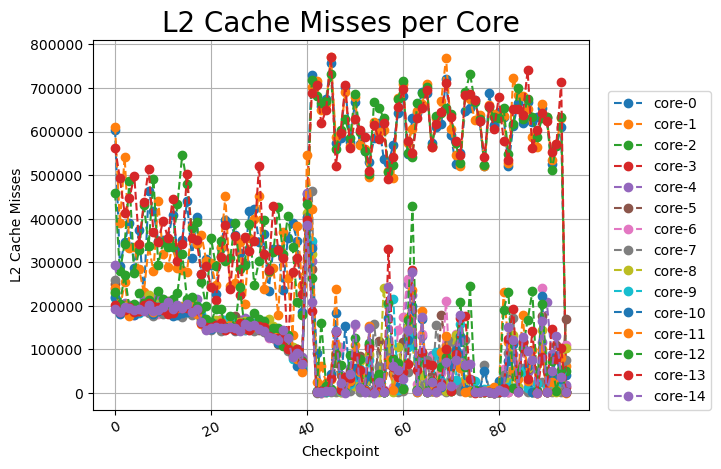 L2 Cache Misses per Core
L2 Cache Misses
800000
700000
600000
500000
400000
300000
200000
100000
0
0
20
40
60
80
Checkpoint
core-0
core-1
core-2
core-3
core-4
core-5
core-6
core-7
core-8
core-9
core-10
core-11
core-12
core-13
core-14